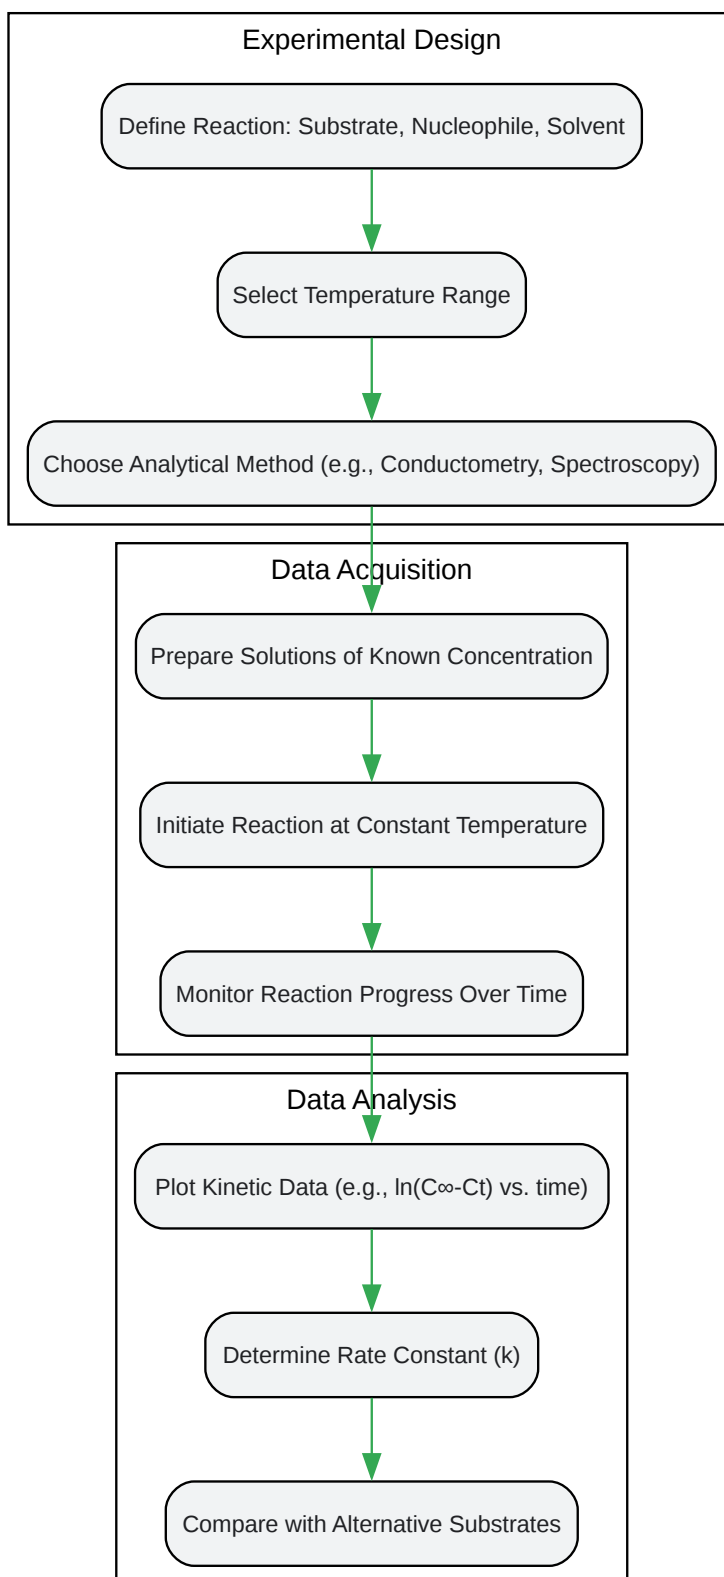 Experimental Design
Define Reaction: Substrate, Nucleophile, Solvent
Select Temperature Range
Choose Analytical Method (e.g., Conductometry, Spectroscopy)
Data Acquisition
Prepare Solutions of Known Concentration
Initiate Reaction at Constant Temperature
Monitor Reaction Progress Over Time
Data Analysis
Plot Kinetic Data (e.g., ln(C∞-Ct) vs. time)
Determine Rate Constant (k)
Compare with Alternative Substrates